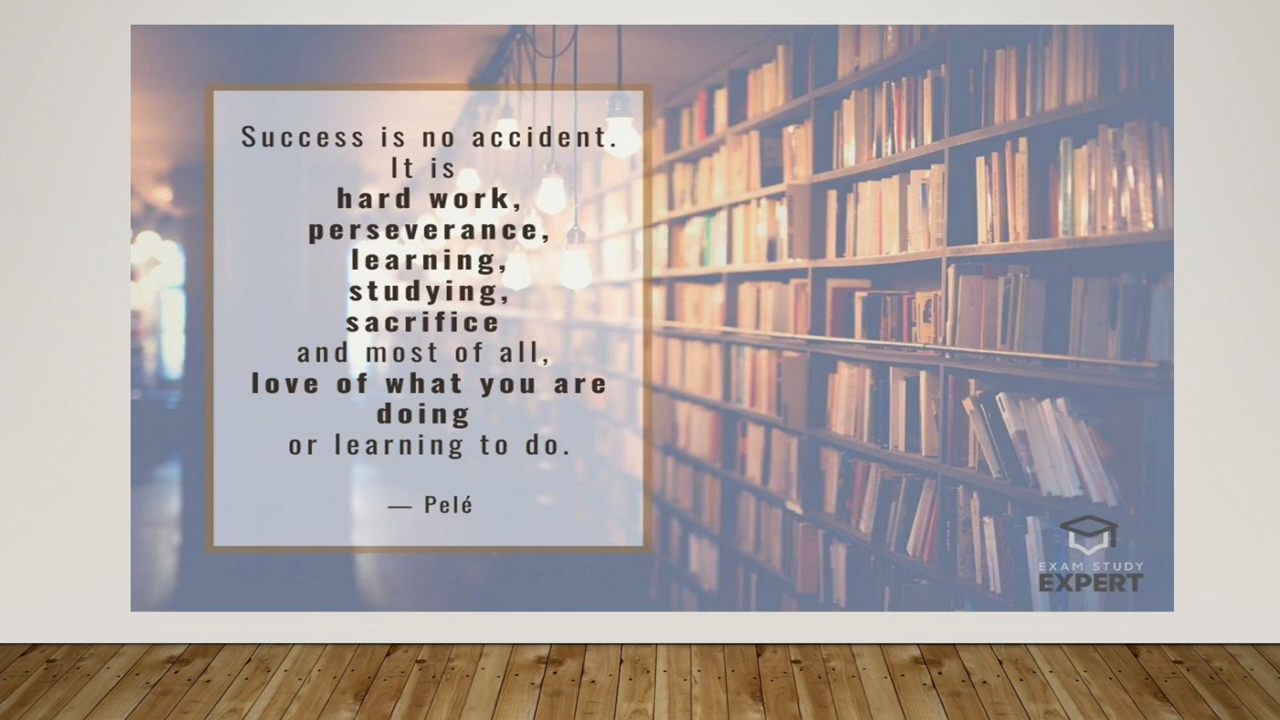 Success is no accident.
It is
hard work,
perseverance,
learning,
studying,
sacrifice
and most of all,
love of what you are
doing
or learning to do.
— Pelé
EXAM STUDY
EXPERT